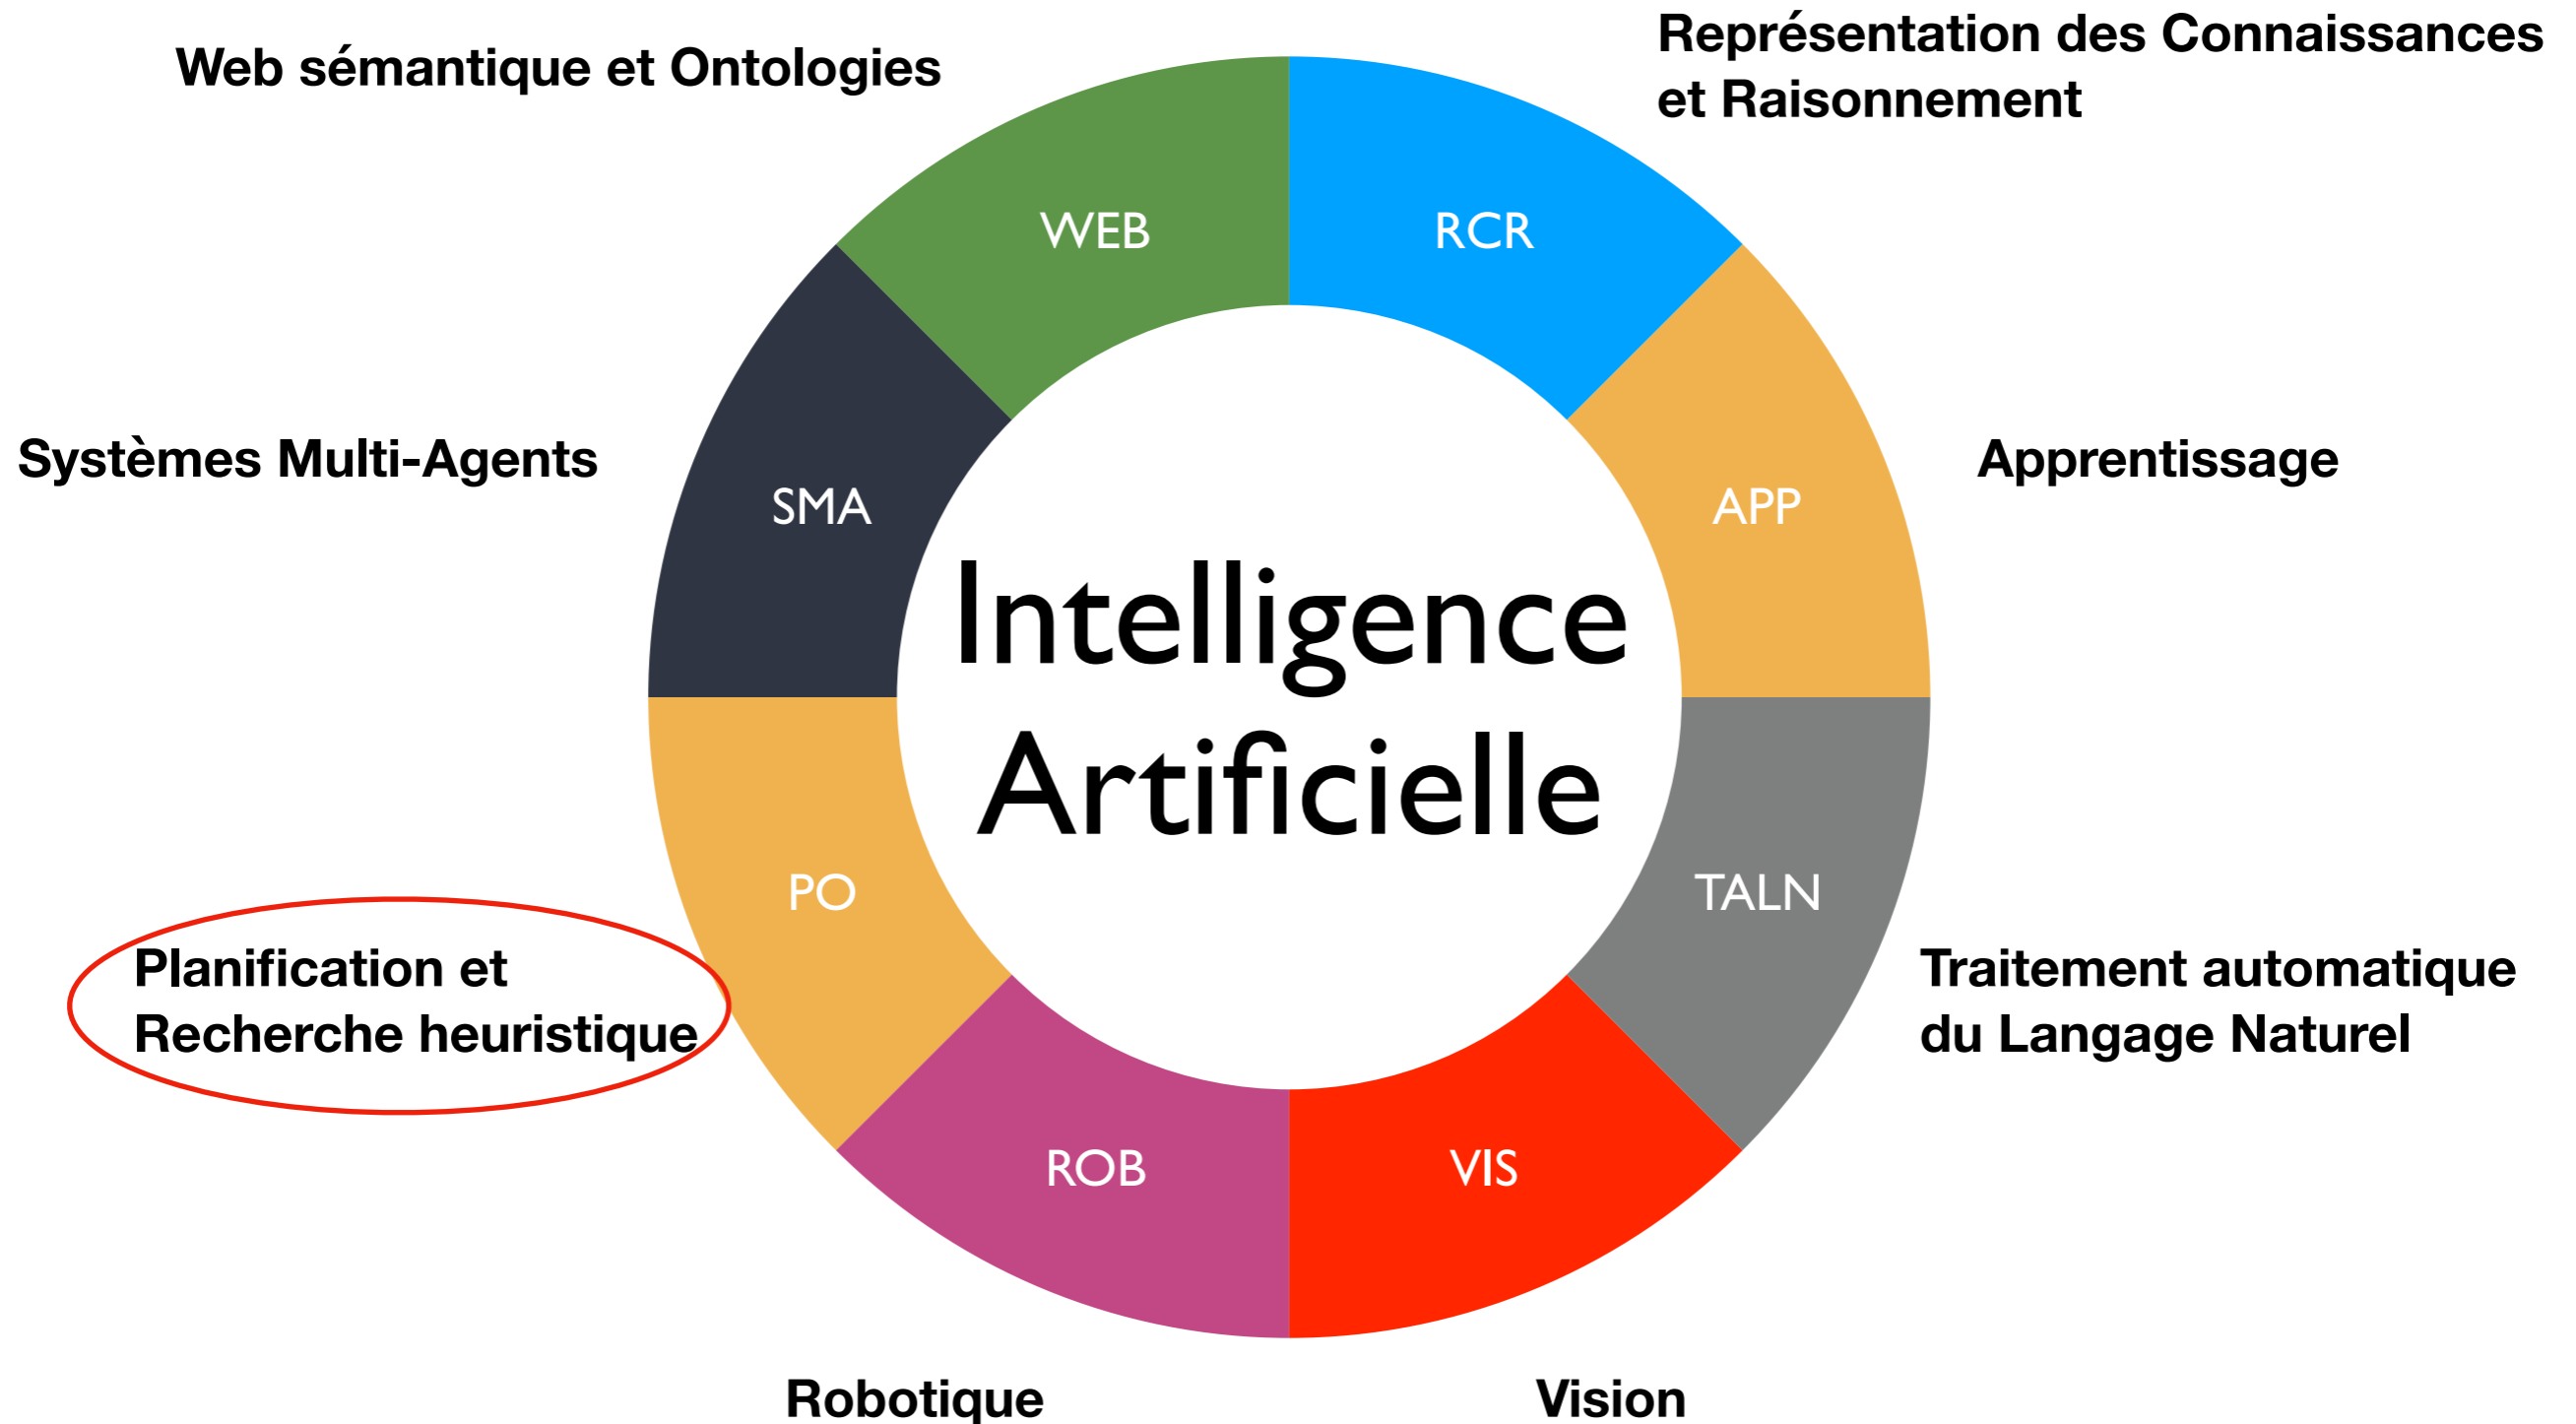 Représentation des Connaissances
et Raisonnement
Web sémantique et Ontologies
WEB
RCR
Systèmes Multi-Agents
Apprentissage
SMA
APP
Intelligence
Artificielle
PO
TALN
Planification et
Recherche heuristique
Traitement automatique
du Langage Naturel
ROB
VIS
Robotique
Vision